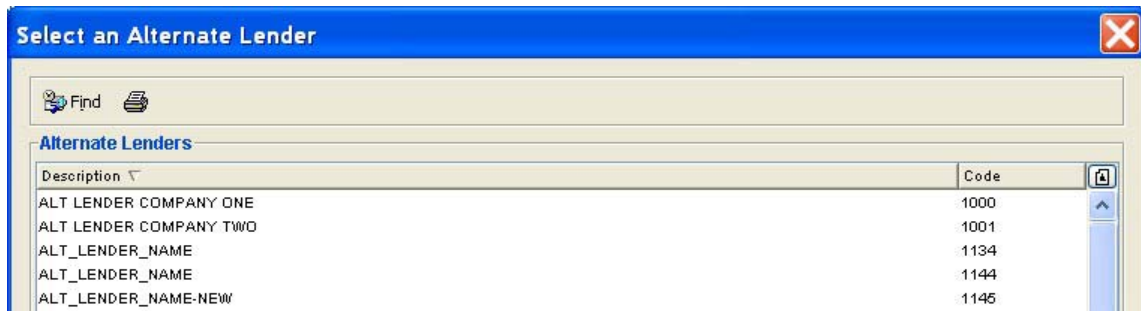 Select an Alternate Lender
Find
Alternate Lenders
Description Code
ALT LENDER COMPANY ONE 1000
ALT LENDER COMPANY TWO 1001
ALT_LENDER_NAME 1134
ALT_LENDER_NAME 1144
ALT_LENDER_NAME-NEW 1145